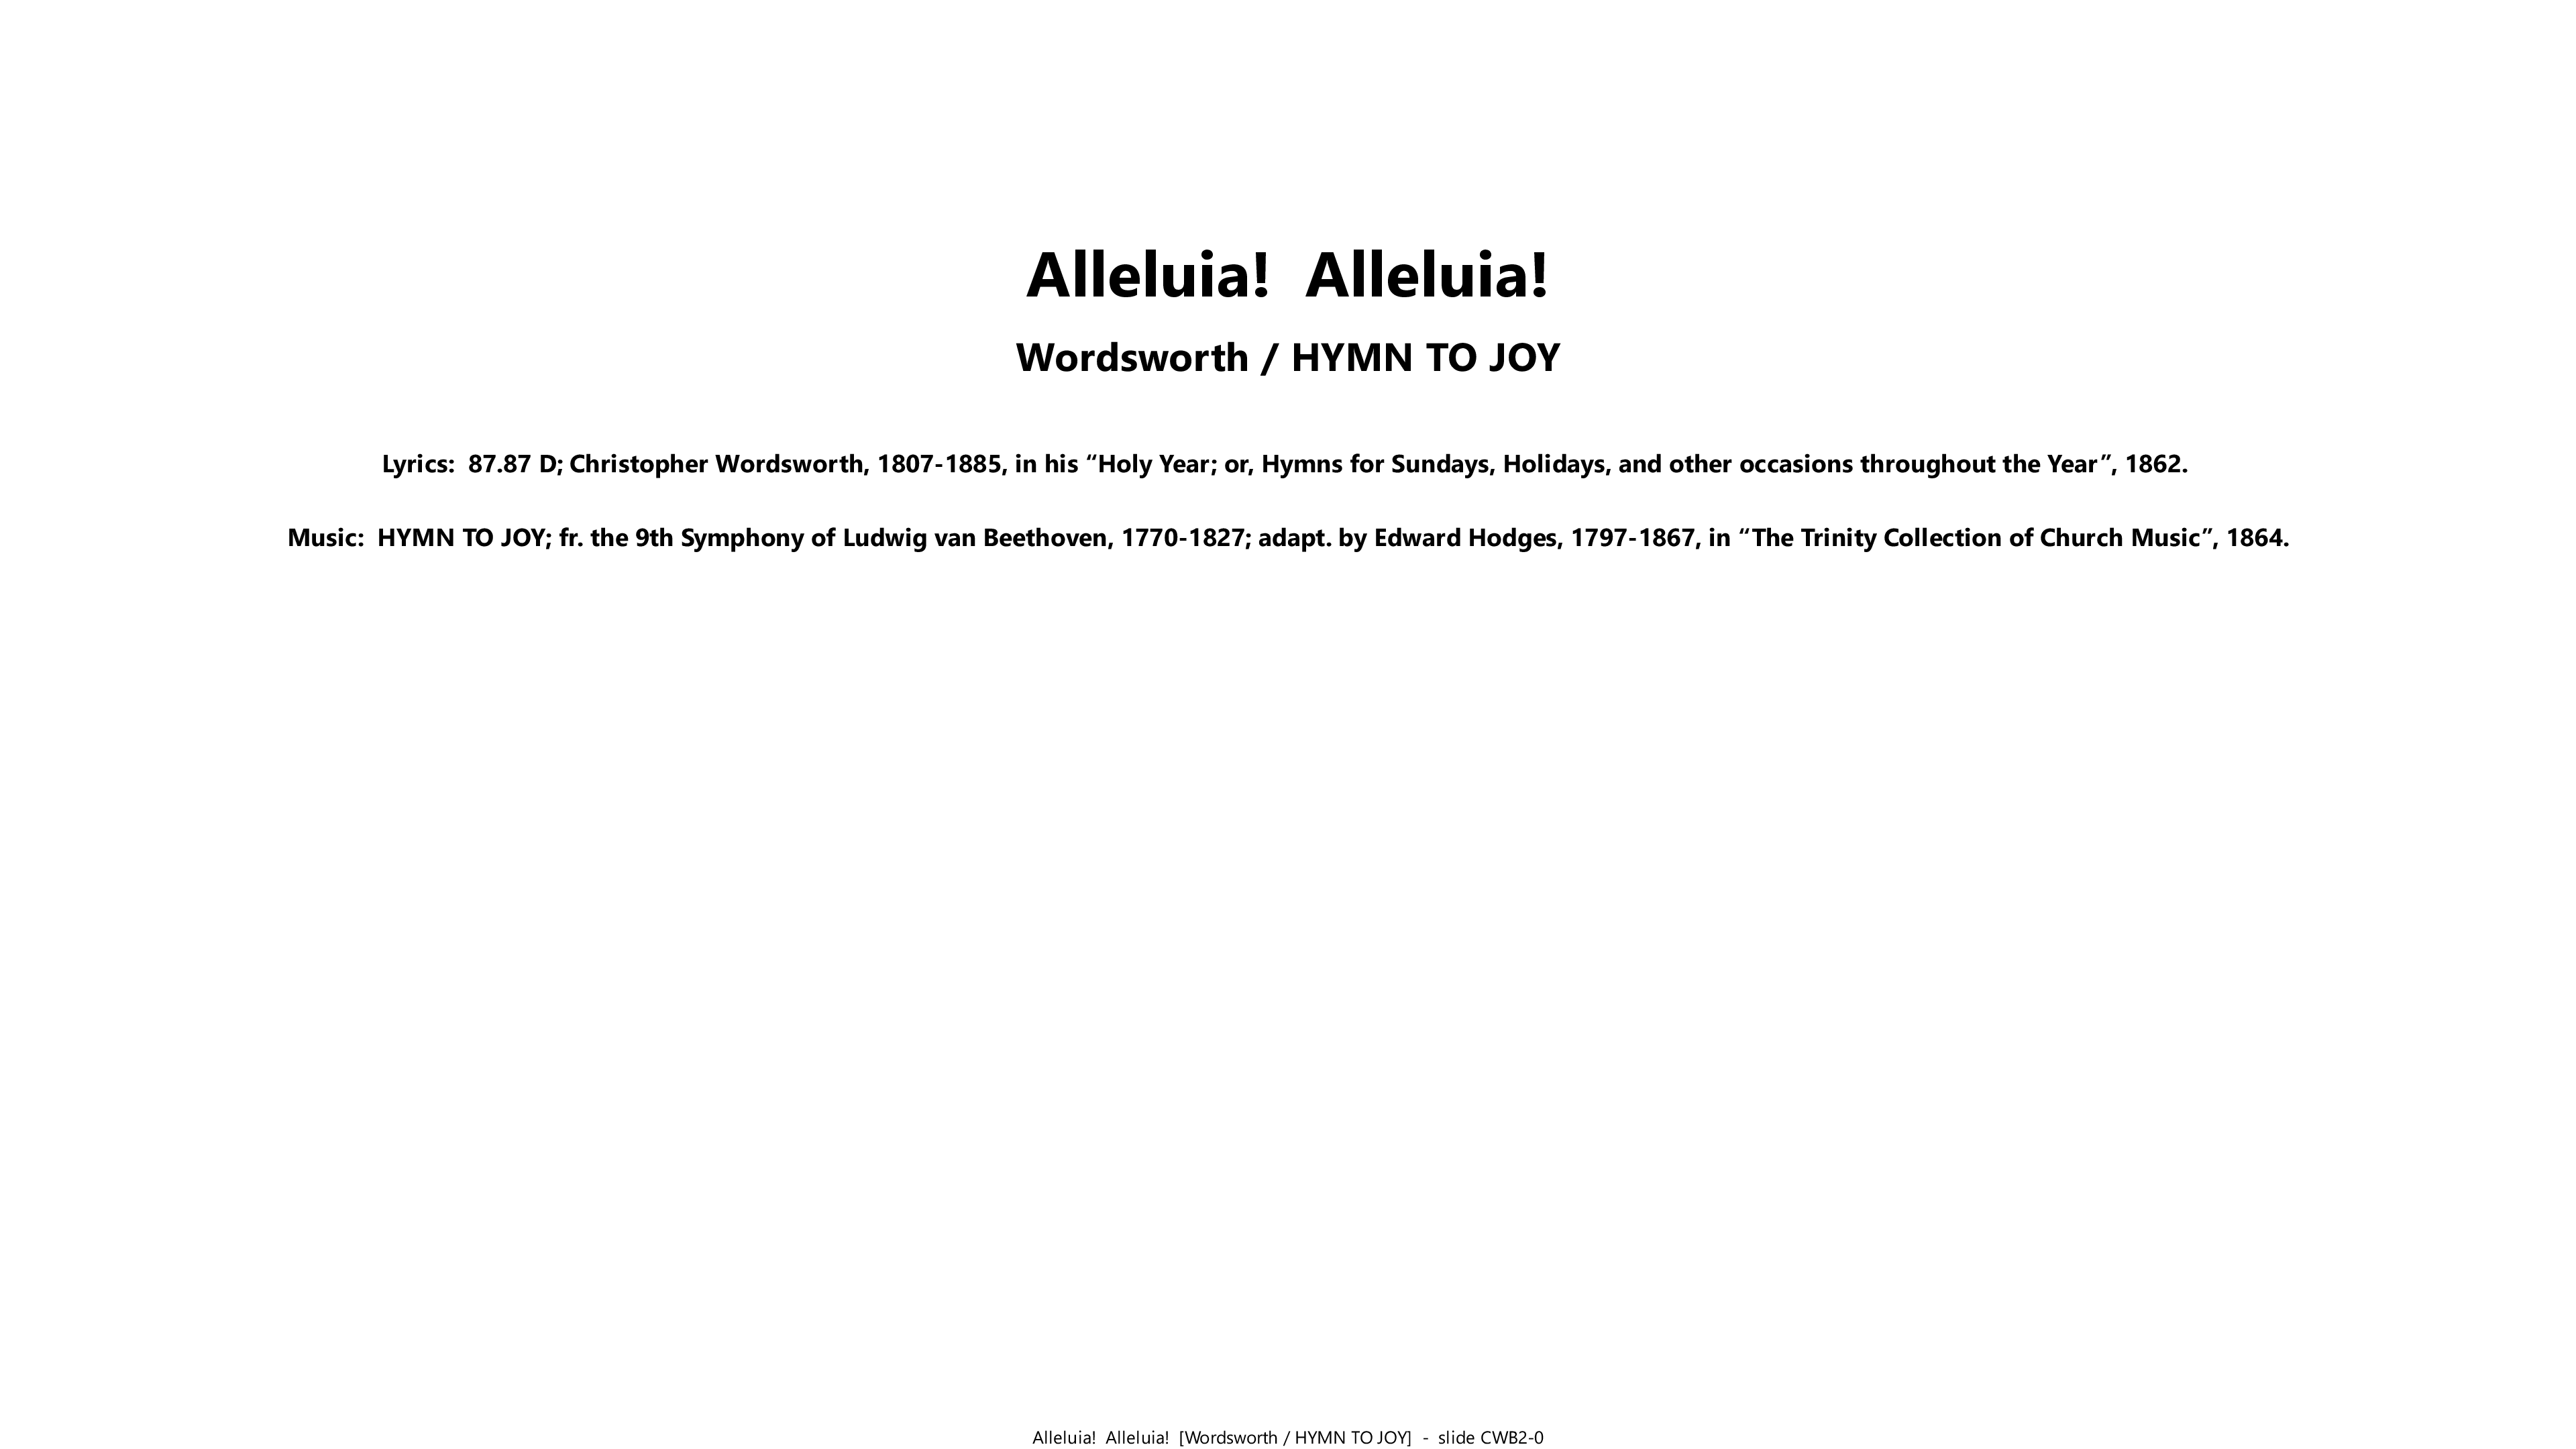 Alleluia!  Alleluia!
Wordsworth / HYMN TO JOY
Lyrics:  87.87 D; Christopher Wordsworth, 1807-1885, in his “Holy Year; or, Hymns for Sundays, Holidays, and other occasions throughout the Year”, 1862.
Music:  HYMN TO JOY; fr. the 9th Symphony of Ludwig van Beethoven, 1770-1827; adapt. by Edward Hodges, 1797-1867, in “The Trinity Collection of Church Music”, 1864.
Alleluia!  Alleluia!  [Wordsworth / HYMN TO JOY]  -  slide CWB2-0